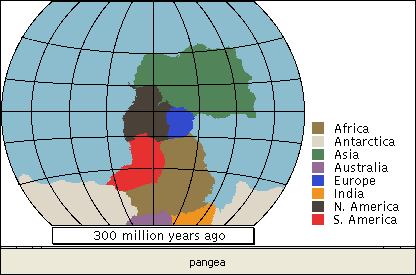 Africa
Antarctica
Asia
Australia
Europe
India
N. America
S. America
300 million years ago
pangea